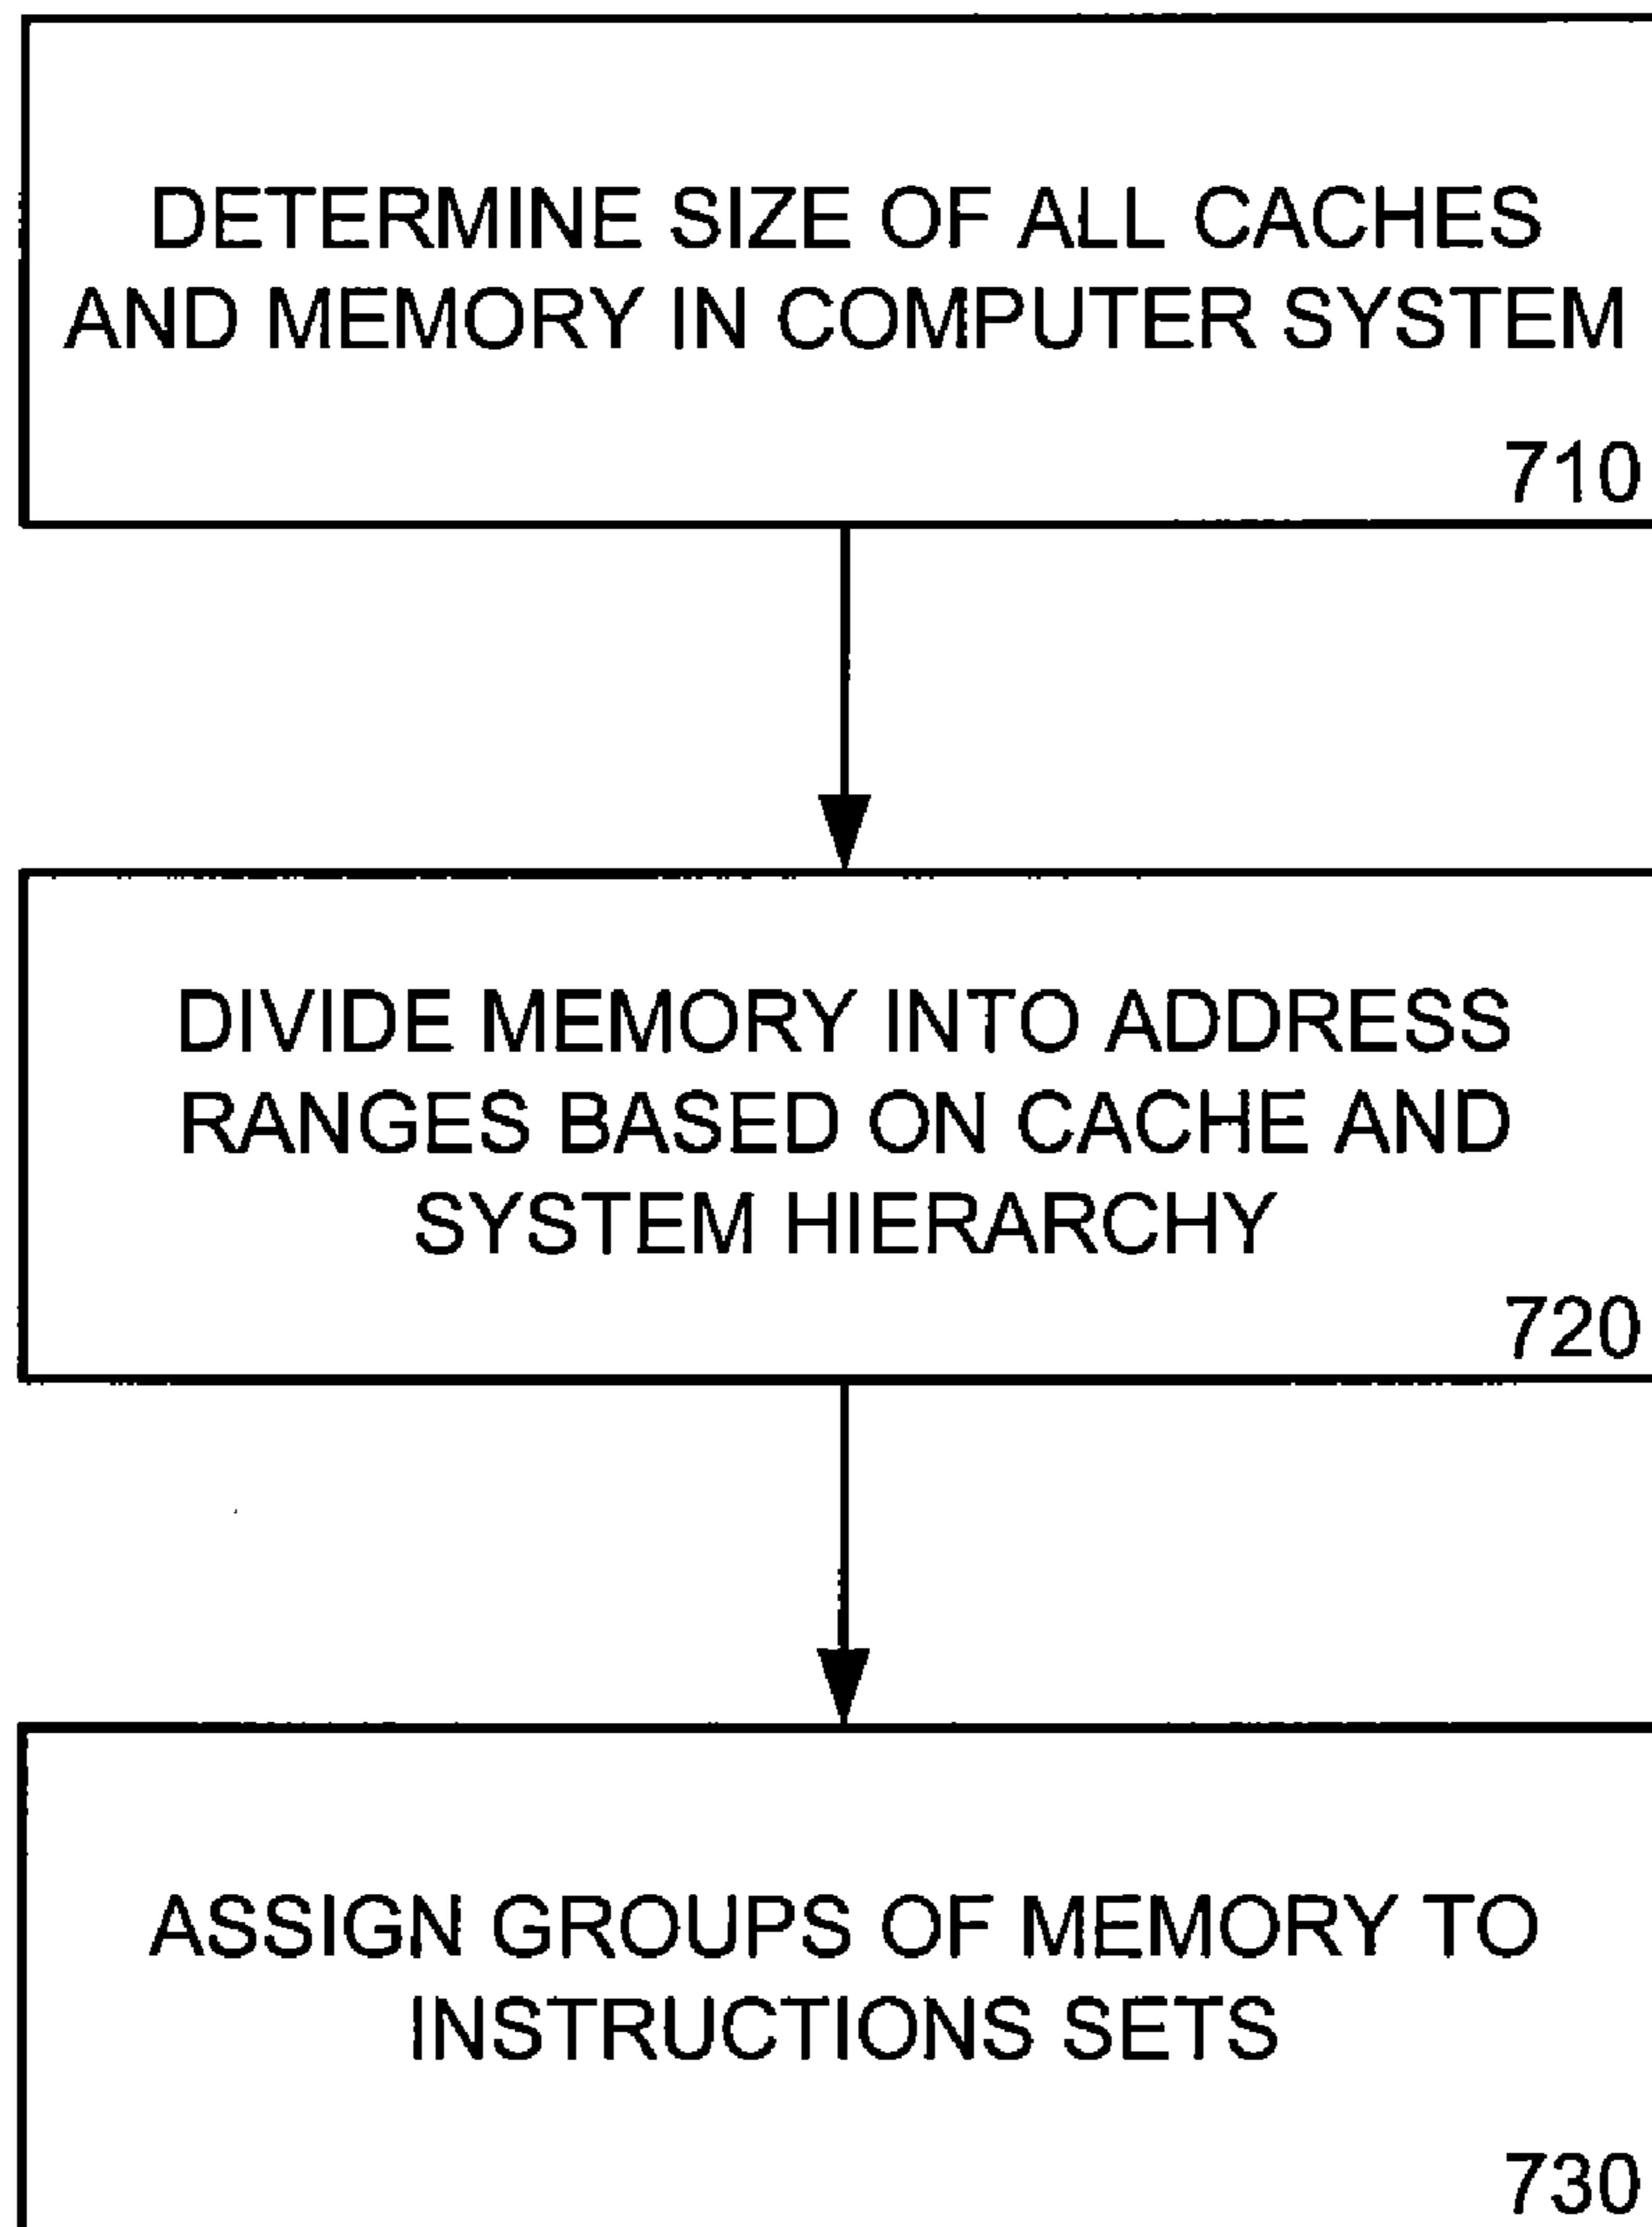 DETERMINE SIZE OF ALL CACHES
AND MEMORY IN COMPUTER SYSTEM
710
DIVIDE MEMORY INTO ADDRESS
RANGES BASED ON CACHE AND
SYSTEM HIERARCHY
720
ASSIGN GROUPS OF MEMORY TO
INSTRUCTIONS SETS
730